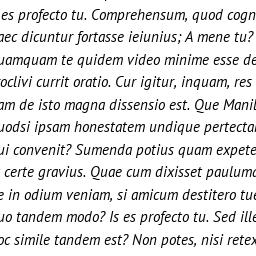 es profecto tu. Comprehensum, quod cogn
aec dicuntur fortasse ieiunius; A mene tu?
uamquam te quidem video minime esse de
oclivi currit oratio. Cur igitur, inquam, res
am de isto magna dissensio est. Que Manil
uodsi ipsam honestatem undique pertecta
ui convenit? Sumenda potius quam expete
certe gravius. Quae cum dixisset paulum
e in odium veniam, si amicum destitero tue
uo tandem modo? Is es profecto tu. Sed ille
oc simile tandem est? Non potes, nisi retex